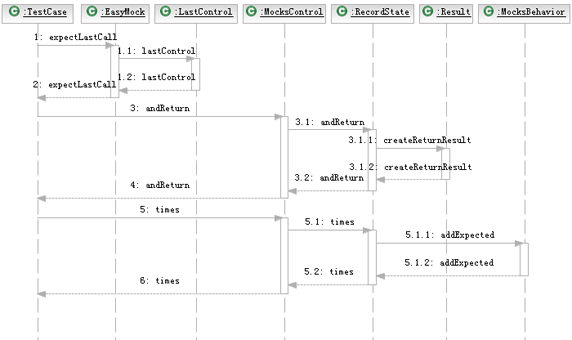 :TestCase :EasyMock :LastControl :MocksControl :RecordState :Result :MocksBehavior
1: expectLastCall
1.1: lastControl
1.2: lastControl
2: expectLastCall
3: andReturn
3.1: andReturn
3.1.1: createReturnResult
3.1.2: createReturnResult
3.2: andReturn
4: andReturn
5: times
5.1: times
5.1.1: addExpected
5.1.2: addExpected
5.2: times
6: times